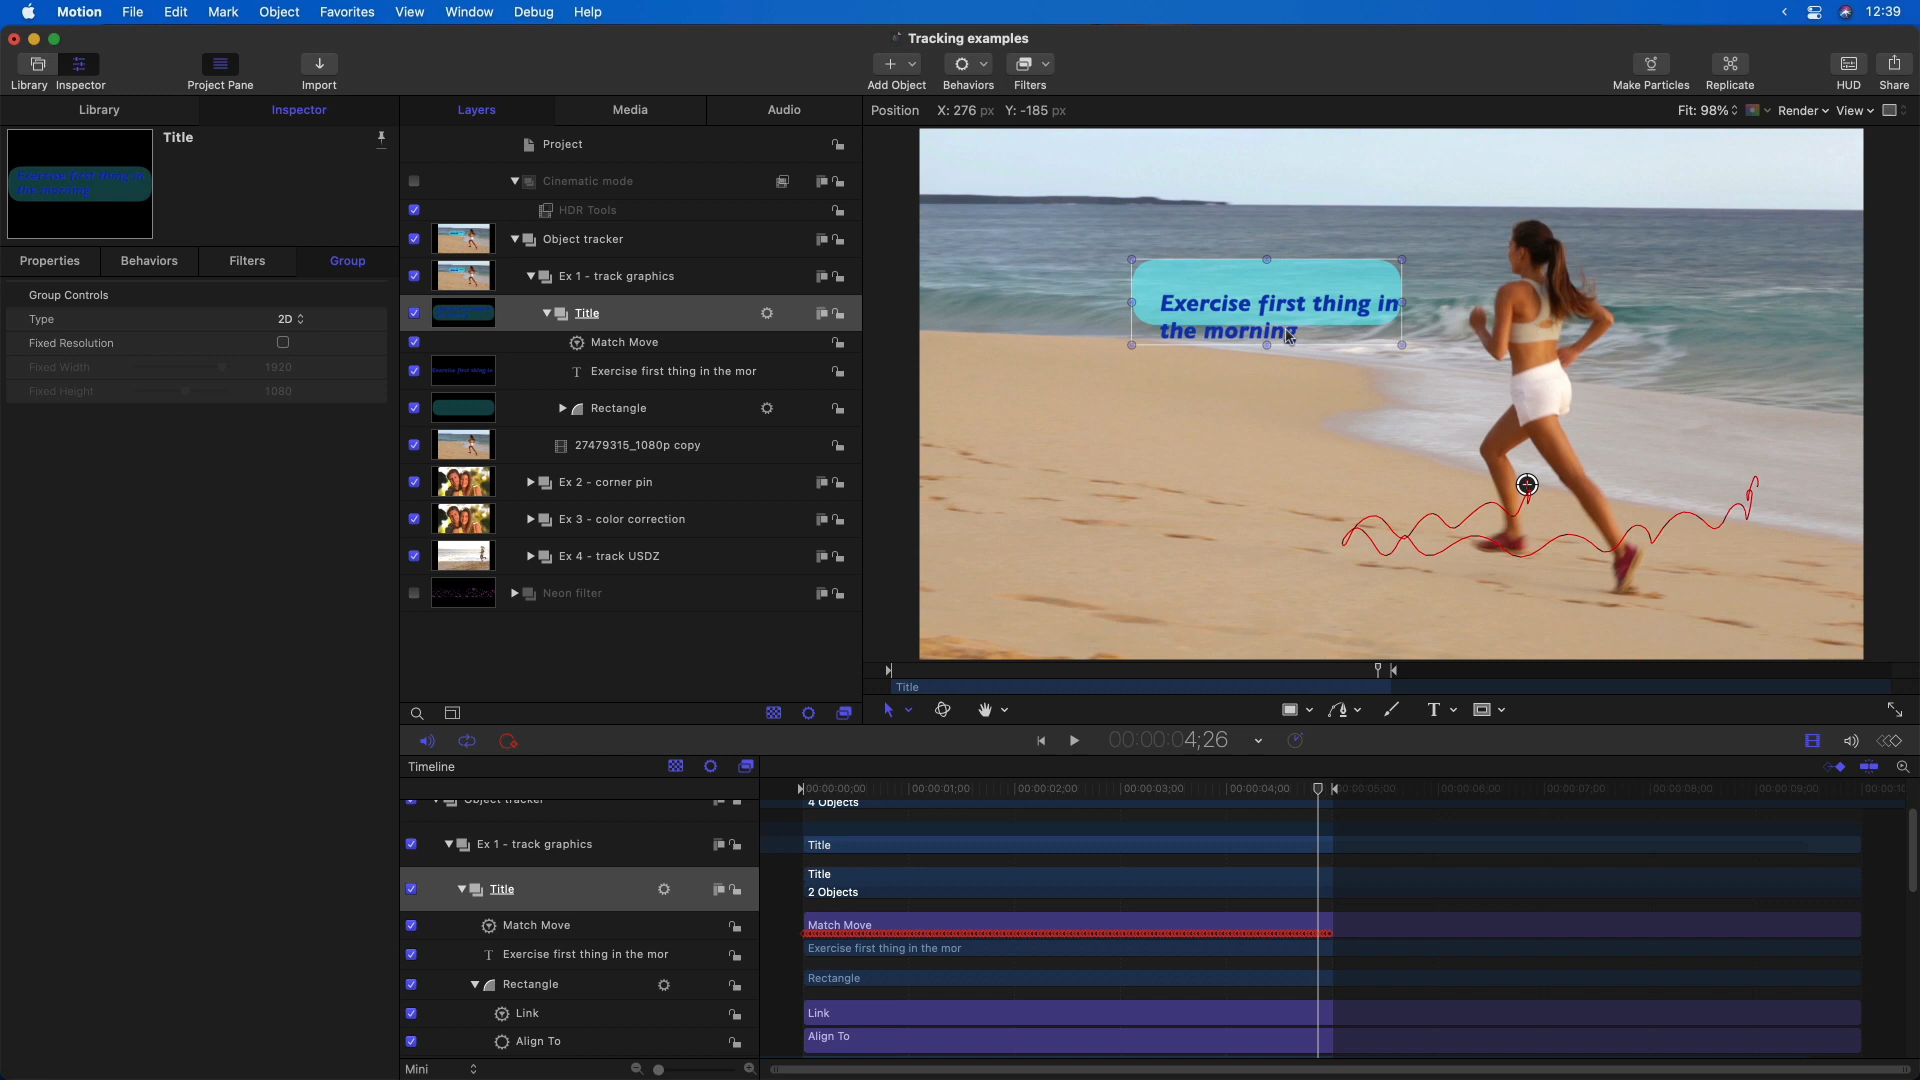 Motion File Edit Mark Object Favorites View Window Debug Help 12:39
Tracking examples
Library Inspector Project Pane Import Add Object Behaviors Filters Make Particles Replicate HUD Share
Library Inspector Layers Media Audio Position X: 276 px Y: -185 px Fit: 98% Render View
Title
Properties Behaviors Filters Group
Group Controls
Type 2D
Fixed Resolution
Fixed Width 1920
Fixed Height 1080
Project
Cinematic mode
HDR Tools
Object tracker
Ex 1 - track graphics
Title
Match Move
Exercise first thing in the mor
Rectangle
27479315_1080p copy
Ex 2 - corner pin
Ex 3 - color correction
Ex 4 - track USDZ
Neon filter
Exercise first thing in
the morning
Title
00:00:00:04;26
Timeline
00:00:00;00 00:00:01;00 00:00:02;00 00:00:03;00 00:00:04;00 00:00:05;00 00:00:06;00 00:00:07;00 00:00:08;00 00:00:09;00 00:00:10
Object tracker 4 Objects
Ex 1 - track graphics Title
Title Title
2 Objects
Match Move Match Move
Exercise first thing in the mor Exercise first thing in the mor
Rectangle Rectangle
Link Link
Align To Align To
Mini